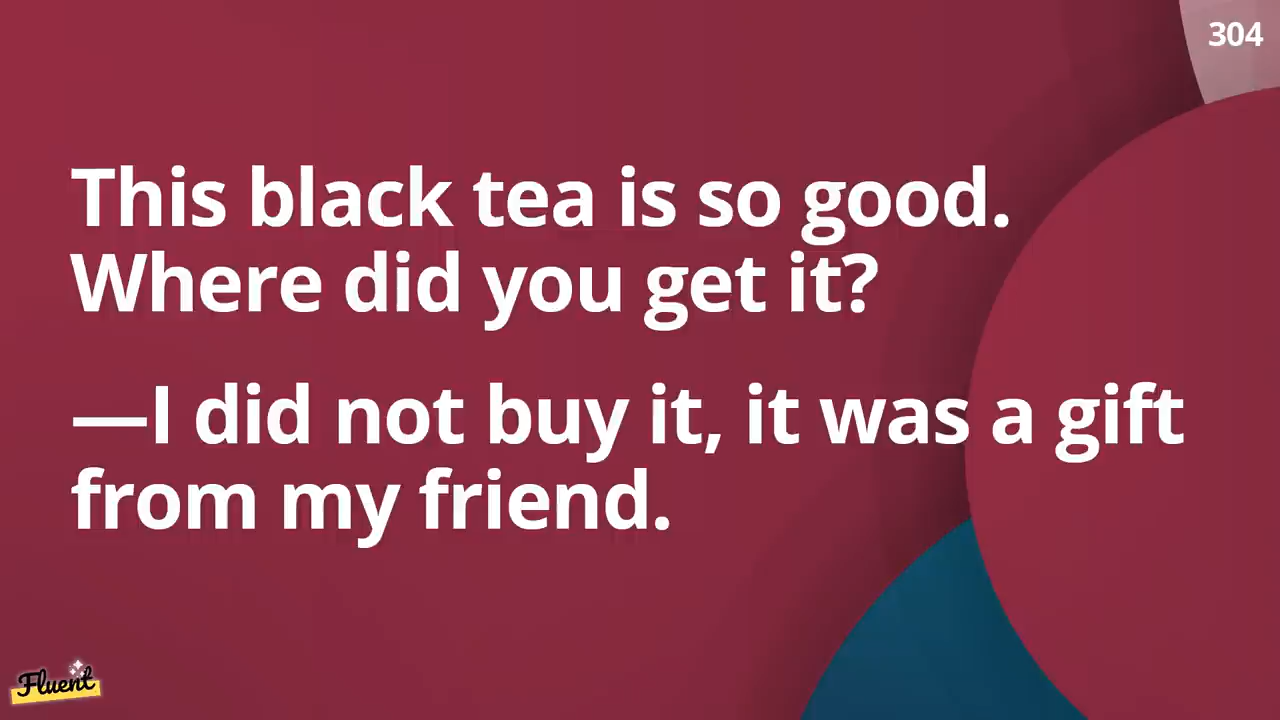 304
This black tea is so good.
Where did you get it?
—I did not buy it, it was a gift
from my friend.
Fluent